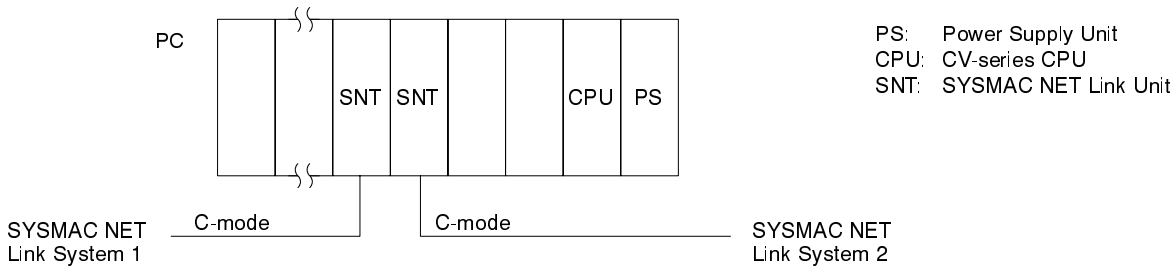 PC
PS: Power Supply Unit
CPU: CV-series CPU
SNT: SYSMAC NET Link Unit
SNT SNT CPU PS
C-mode C-mode
SYSMAC NET
Link System 1
SYSMAC NET
Link System 2